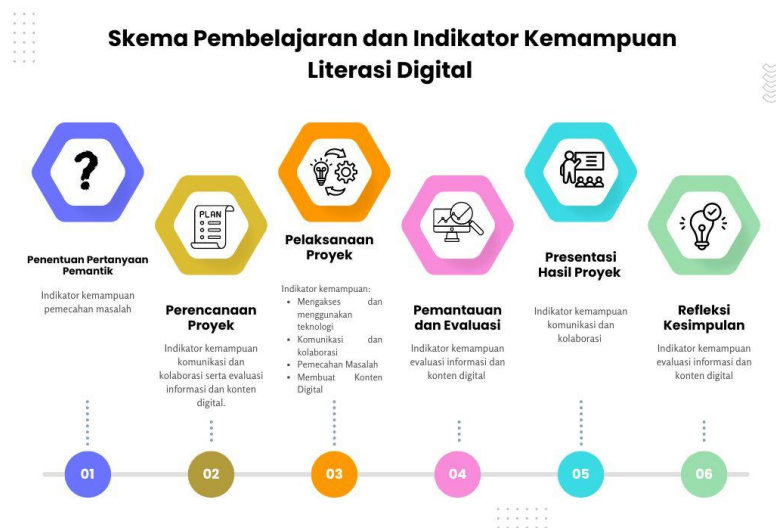 Skema Pembelajaran dan Indikator Kemampuan
Literasi Digital
Penentuan Pertanyaan
Pemantik
Indikator kemampuan
pemecahan masalah
01
PLAN
Perencanaan
Proyek
Indikator kemampuan
komunikasi dan
kolaborasi serta evaluasi
informasi dan konten
digital.
02
Pelaksanaan
Proyek
Indikator kemampuan:
• Mengakses dan
menggunakan
teknologi
• Komunikasi dan
kolaborasi
• Pemecahan Masalah
• Membuat Konten
Digital
03
Pemantauan
dan Evaluasi
Indikator kemampuan
evaluasi informasi dan
konten digital
04
Presentasi
Hasil Proyek
Indikator kemampuan
komunikasi dan
kolaborasi
05
Refleksi
Kesimpulan
Indikator kemampuan
evaluasi informasi dan
konten digital
06